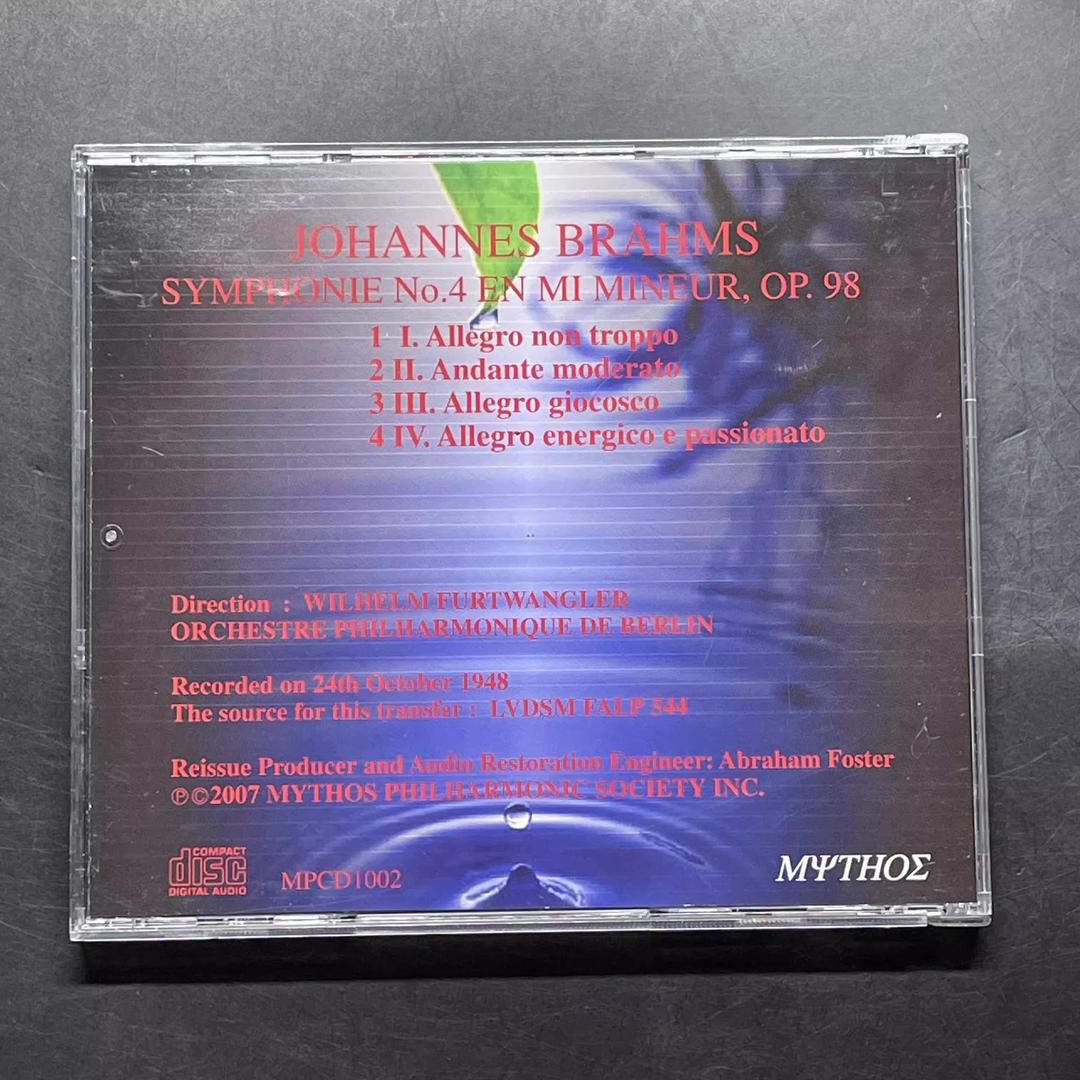 JOHANNES BRAHMS
SYMPHONIE No.4 EN MI MINEUR, OP. 98
1 I. Allegro non troppo
2 II. Andante moderato
3 III. Allegro giocosco
4 IV. Allegro energico e passionato
Direction : WILHELM FURTWANGLER
ORCHESTRE PHILHARMONIQUE DE BERLIN
Recorded on 24th October 1948
The source for this transfer : LVDSM FALP 544
Reissue Producer and Audio Restoration Engineer: Abraham Foster
℗©2007 MYTHOS PHILHARMONIC SOCIETY INC.
COMPACT
disc
DIGITAL AUDIO
MPCD1002
ΜΨΤΗΟΣ